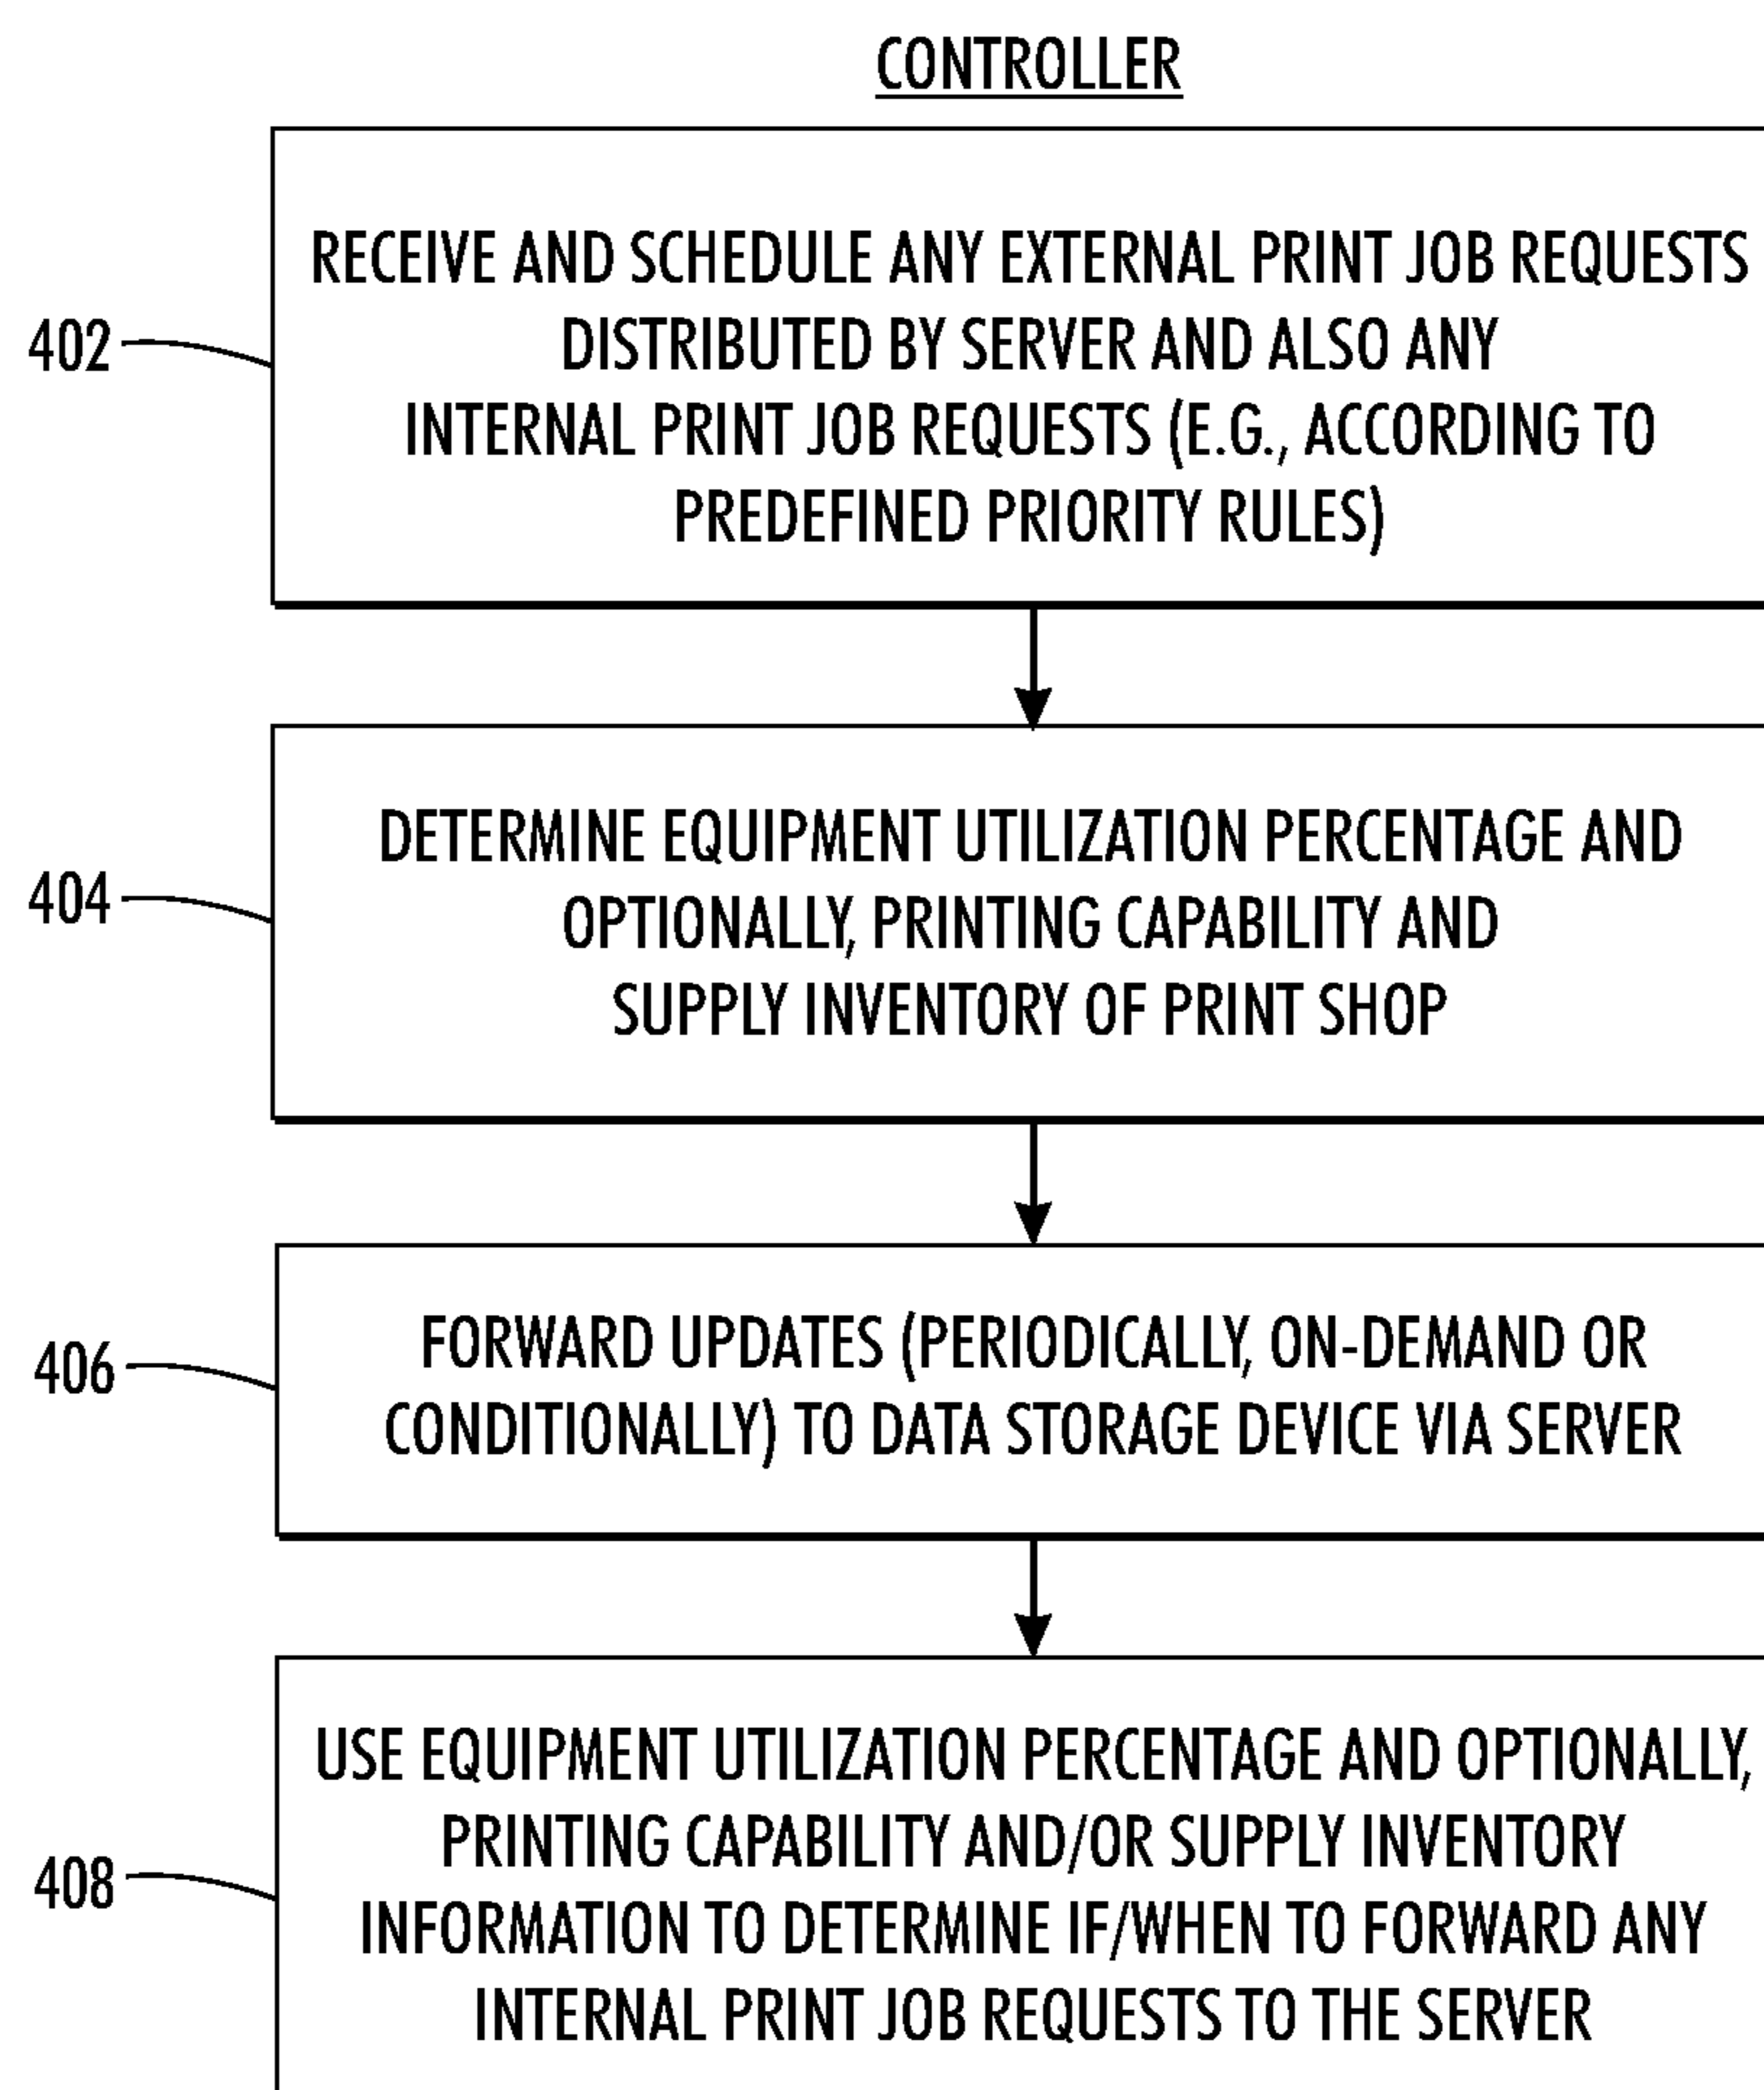 CONTROLLER
RECEIVE AND SCHEDULE ANY EXTERNAL PRINT JOB REQUESTS
DISTRIBUTED BY SERVER AND ALSO ANY
INTERNAL PRINT JOB REQUESTS (E.G., ACCORDING TO
PREDEFINED PRIORITY RULES)
402
DETERMINE EQUIPMENT UTILIZATION PERCENTAGE AND
OPTIONALLY, PRINTING CAPABILITY AND
SUPPLY INVENTORY OF PRINT SHOP
404
FORWARD UPDATES (PERIODICALLY, ON-DEMAND OR
CONDITIONALLY) TO DATA STORAGE DEVICE VIA SERVER
406
USE EQUIPMENT UTILIZATION PERCENTAGE AND OPTIONALLY,
PRINTING CAPABILITY AND/OR SUPPLY INVENTORY
INFORMATION TO DETERMINE IF/WHEN TO FORWARD ANY
INTERNAL PRINT JOB REQUESTS TO THE SERVER
408